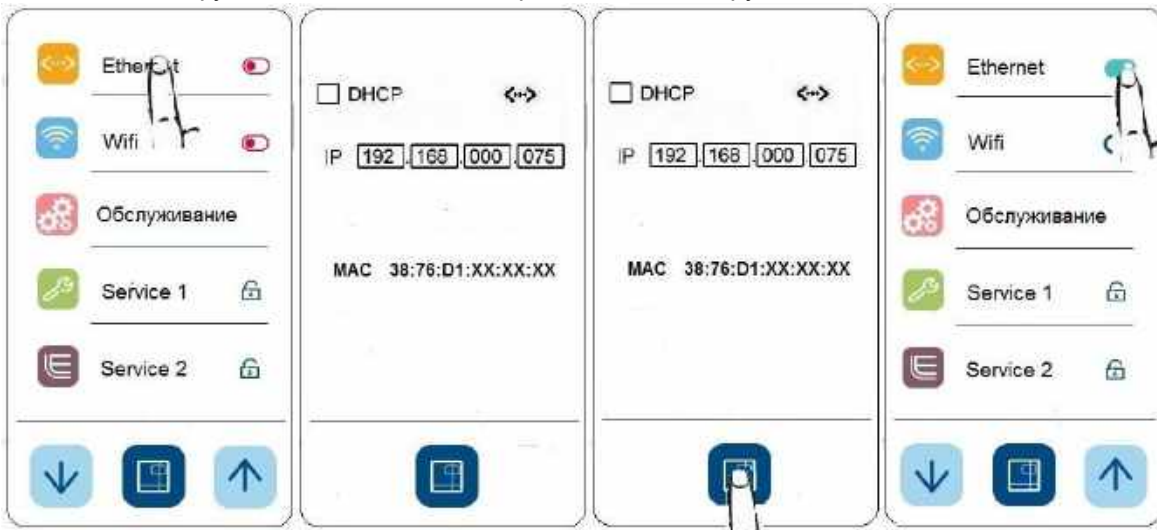 Ethernet
Wifi
Обслуживание
Service 1
Service 2
DHCP
IP 192.168.000.075
MAC 38:76:D1:XX:XX:XX
DHCP
IP 192.168.000.075
MAC 38:76:D1:XX:XX:XX
Ethernet
Wifi
Обслуживание
Service 1
Service 2